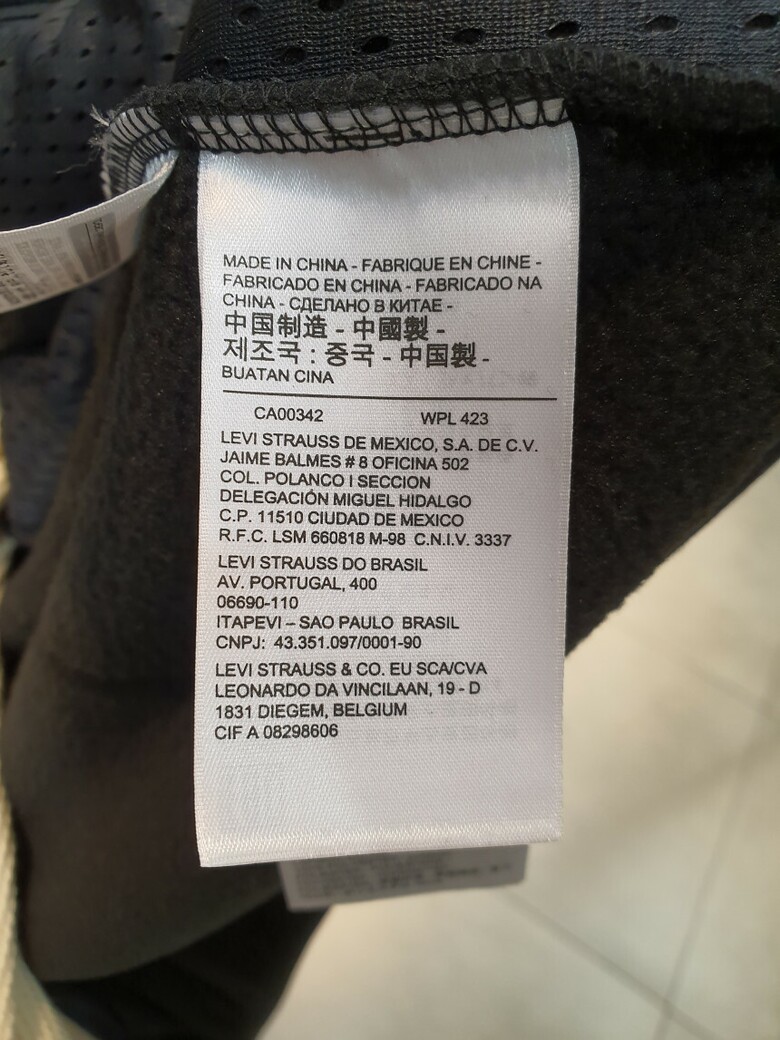 MADE IN CHINA - FABRIQUE EN CHINE -
FABRICADO EN CHINA - FABRICADO NA
CHINA - СДЕЛАНО В КИТАЕ -
中国制造 - 中國製 -
제조국 : 중국 - 中国製 -
BUATAN CINA
CA00342 WPL 423
LEVI STRAUSS DE MEXICO, S.A. DE C.V.
JAIME BALMES # 8 OFICINA 502
COL. POLANCO I SECCION
DELEGACIÓN MIGUEL HIDALGO
C.P. 11510 CIUDAD DE MEXICO
R.F.C. LSM 660818 M-98 C.N.I.V. 3337
LEVI STRAUSS DO BRASIL
AV. PORTUGAL, 400
06690-110
ITAPEVI – SAO PAULO BRASIL
CNPJ: 43.351.097/0001-90
LEVI STRAUSS & CO. EU SCA/CVA
LEONARDO DA VINCILAAN, 19 - D
1831 DIEGEM, BELGIUM
CIF A 08298606